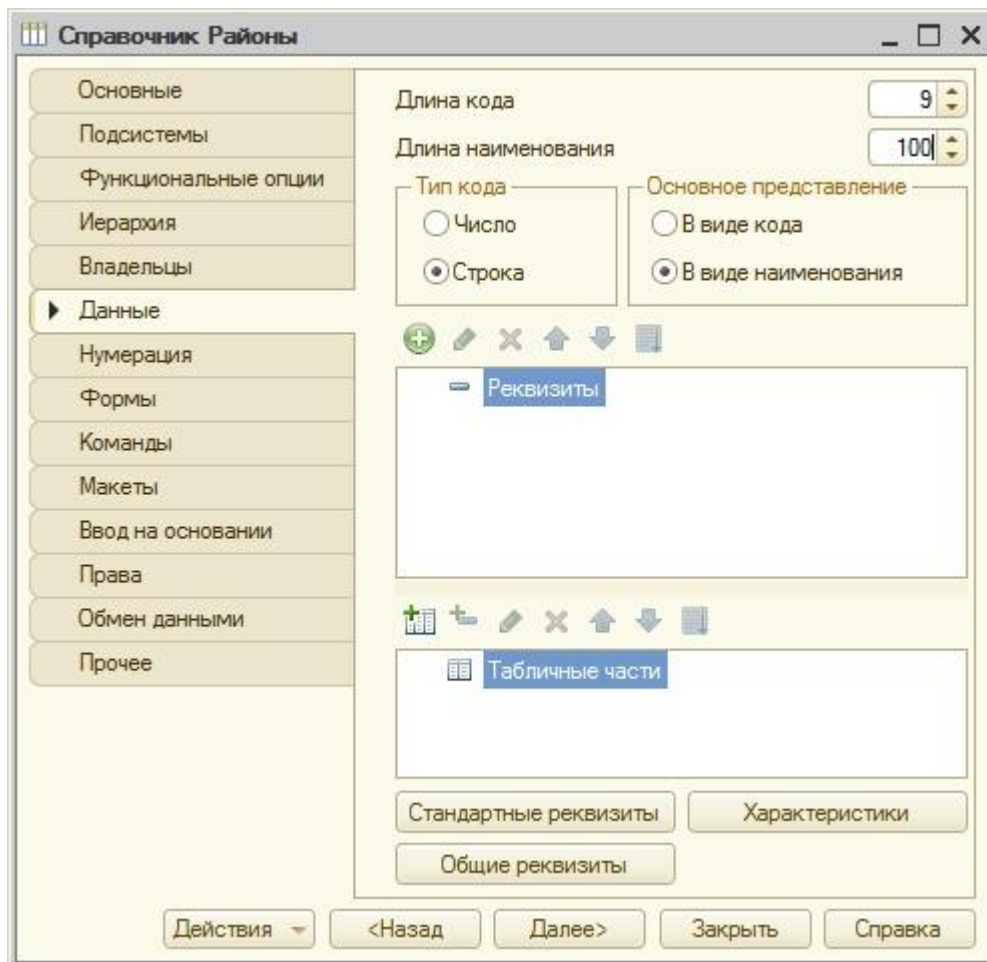 Справочник Районы
Основные
Подсистемы
Функциональные опции
Иерархия
Владельцы
Данные
Нумерация
Формы
Команды
Макеты
Ввод на основании
Права
Обмен данными
Прочее
Длина кода 9
Длина наименования 100
Тип кода
Число
Строка
Основное представление
В виде кода
В виде наименования
Реквизиты
Табличные части
Стандартные реквизиты Характеристики
Общие реквизиты
Действия <Назад Далее> Закрыть Справка